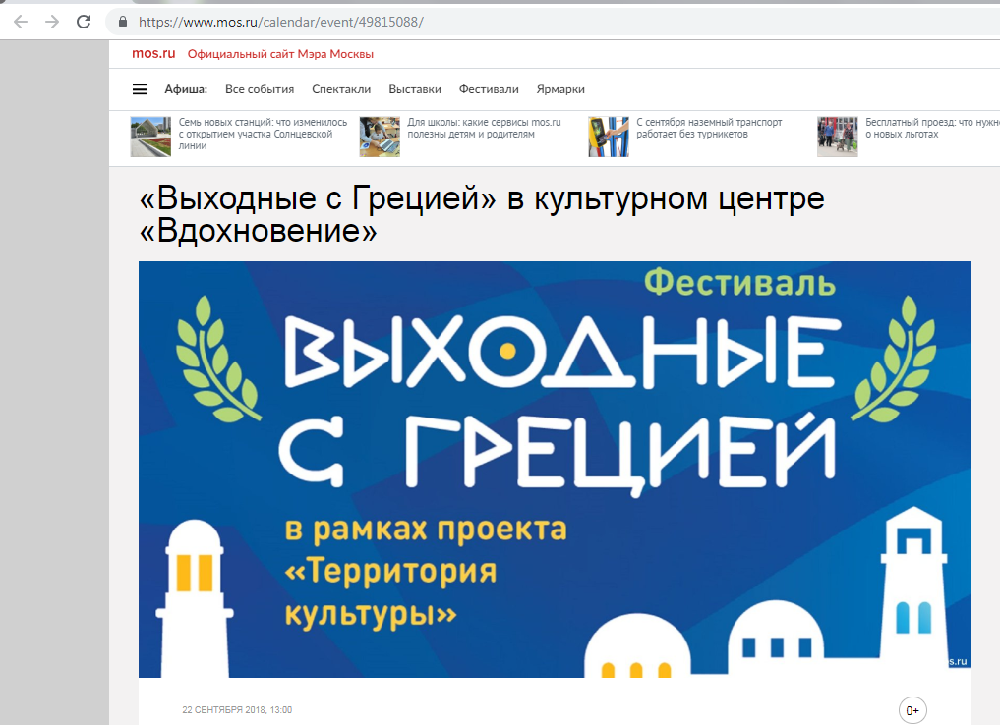 https://www.mos.ru/calendar/event/49815088/
mos.ru Официальный сайт Мэра Москвы
Афиша: Все события Спектакли Выставки Фестивали Ярмарки
Семь новых станций: что изменилось
с открытием участка Солнцевской
линии
Для школы: какие сервисы mos.ru
полезны детям и родителям
С сентября наземный транспорт
работает без турникетов
Бесплатный проезд: что
о новых льготах
«Выходные с Грецией» в культурном центре
«Вдохновение»
Фестиваль
ВЫХОДНЫЕ
С ГРЕЦИЕЙ
в рамках проекта
«Территория
культуры»
s.ru
22 СЕНТЯБРЯ 2018, 13:00
0+